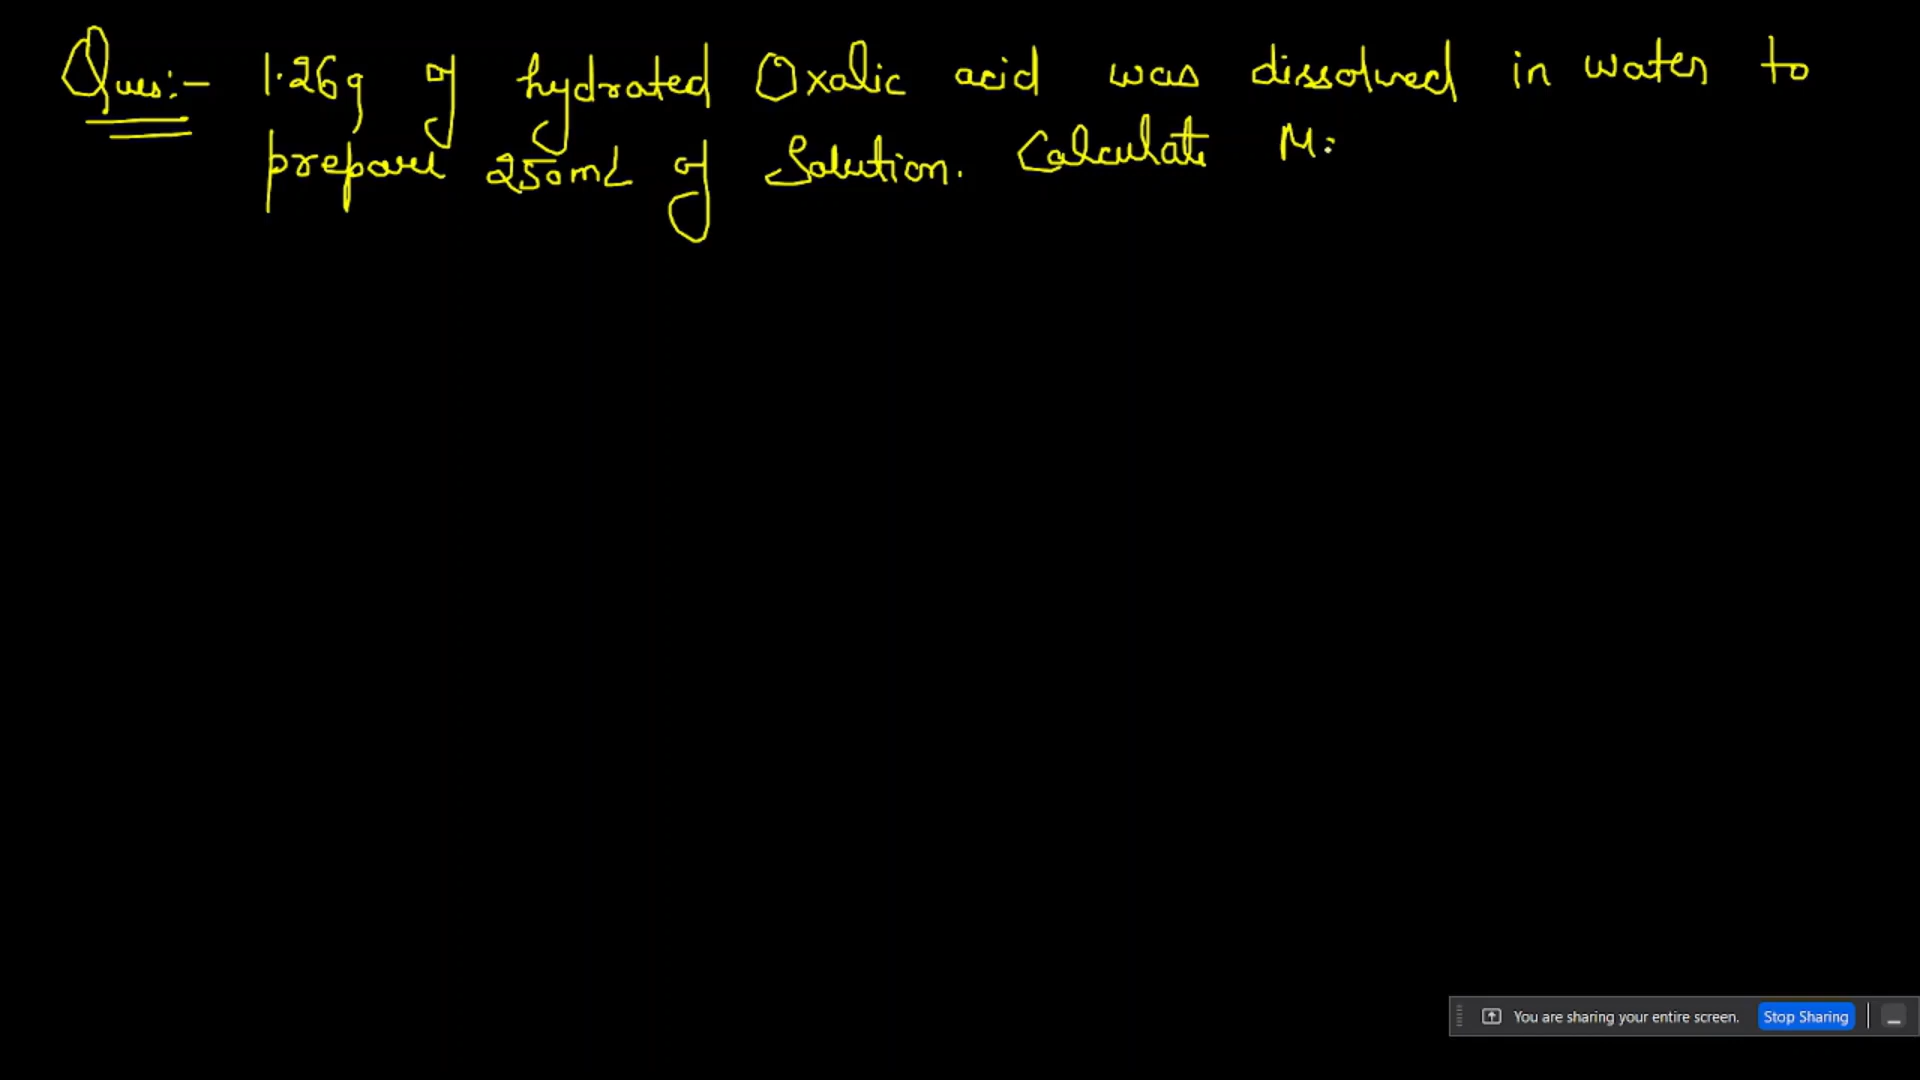 Ques:- 1.26g of hydrated Oxalic acid was dissolved in water to
prepare 250mL of Solution. Calculate M:
You are sharing your entire screen. Stop Sharing